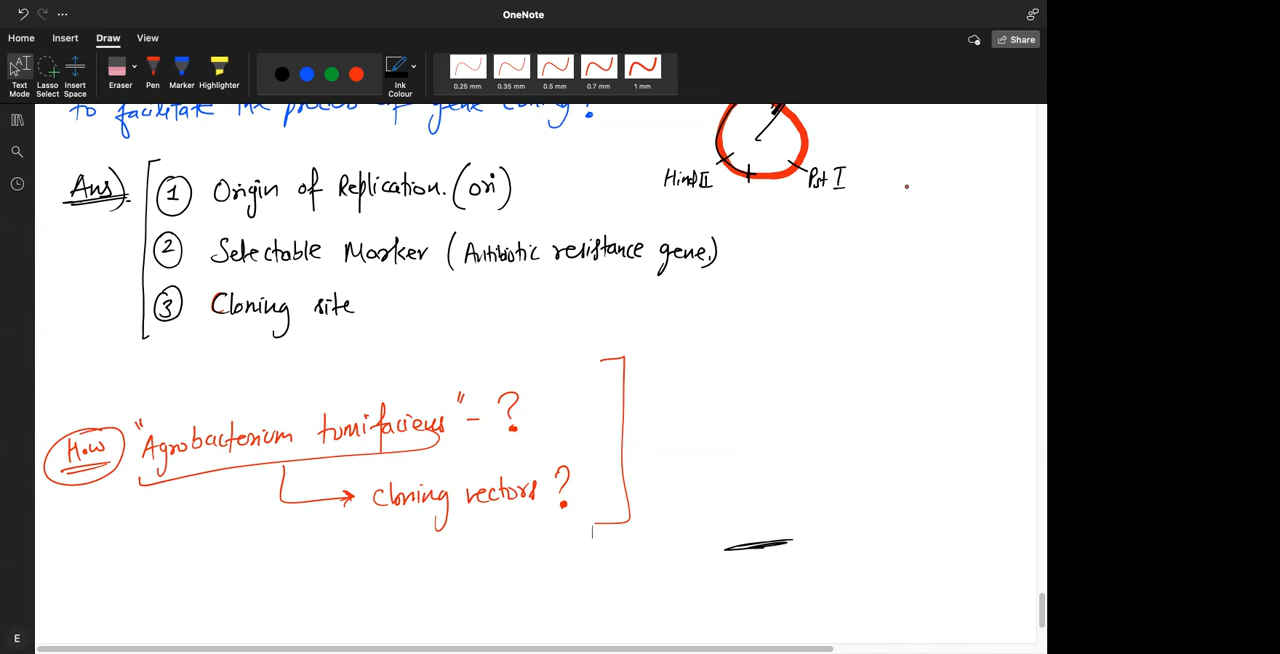 OneNote
Home Insert Draw View
Share
Text Mode
Lasso Select
Insert Space
Eraser
Pen
Marker
Highlighter
Ink Colour
0.25 mm
0.35 mm
0.5 mm
0.7 mm
1 mm
to facilitate the process of gene cloning?
Hind II
Pst I
Ans)
1 Origin of Replication. (ori)
2 Selectable Marker (Antibiotic resistance gene)
3 Cloning site
How "Agrobacterium tumifaciens" - ?
cloning vectors ?
E